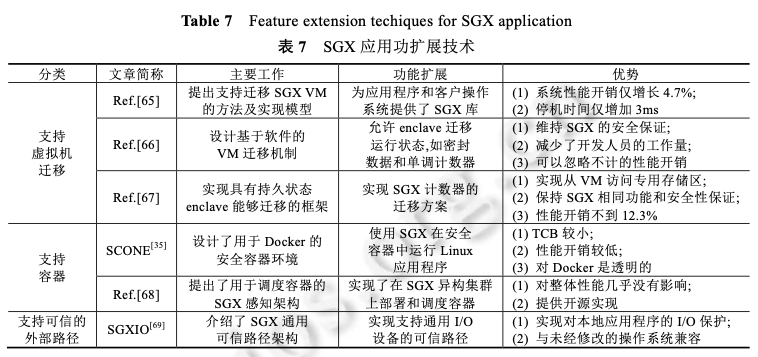 Table 7 Feature extension techiques for SGX application
表 7 SGX 应用功扩展技术
分类 文章简称 主要工作 功能扩展 优势
支持
虚拟机
迁移
Ref.[65]
提出支持迁移 SGX VM
的方法及实现模型
为应用程序和客户操作
系统提供了 SGX 库
(1) 系统性能开销仅增长 4.7%;
(2) 停机时间仅增加 3ms
Ref.[66]
设计基于软件的
VM 迁移机制
允许 enclave 迁移
运行状态,如密封
数据和单调计数器
(1) 维持 SGX 的安全保证;
(2) 减少了开发人员的工作量;
(3) 可以忽略不计的性能开销
Ref.[67]
实现具有持久状态
enclave 能够迁移的框架
实现 SGX 计数器的
迁移方案
(1) 实现从 VM 访问专用存储区;
(2) 保持 SGX 相同功能和安全性保证;
(3) 性能开销不到 12.3%
支持
容器
SCONE[35]
设计了用于 Docker 的
安全容器环境
使用 SGX 在安全
容器中运行 Linux
应用程序
(1) TCB 较小;
(2) 性能开销较低;
(3) 对 Docker 是透明的
Ref.[68]
提出了用于调度容器的
SGX 感知架构
实现了在 SGX 异构集群
上部署和调度容器
(1) 对整体性能几乎没有影响;
(2) 提供开源实现
支持可信的
外部路径
SGXIO[69]
介绍了 SGX 通用
可信路径架构
实现支持通用 I/O
设备的可信路径
(1) 实现对本地应用程序的 I/O 保护;
(2) 与未经修改的操作系统兼容